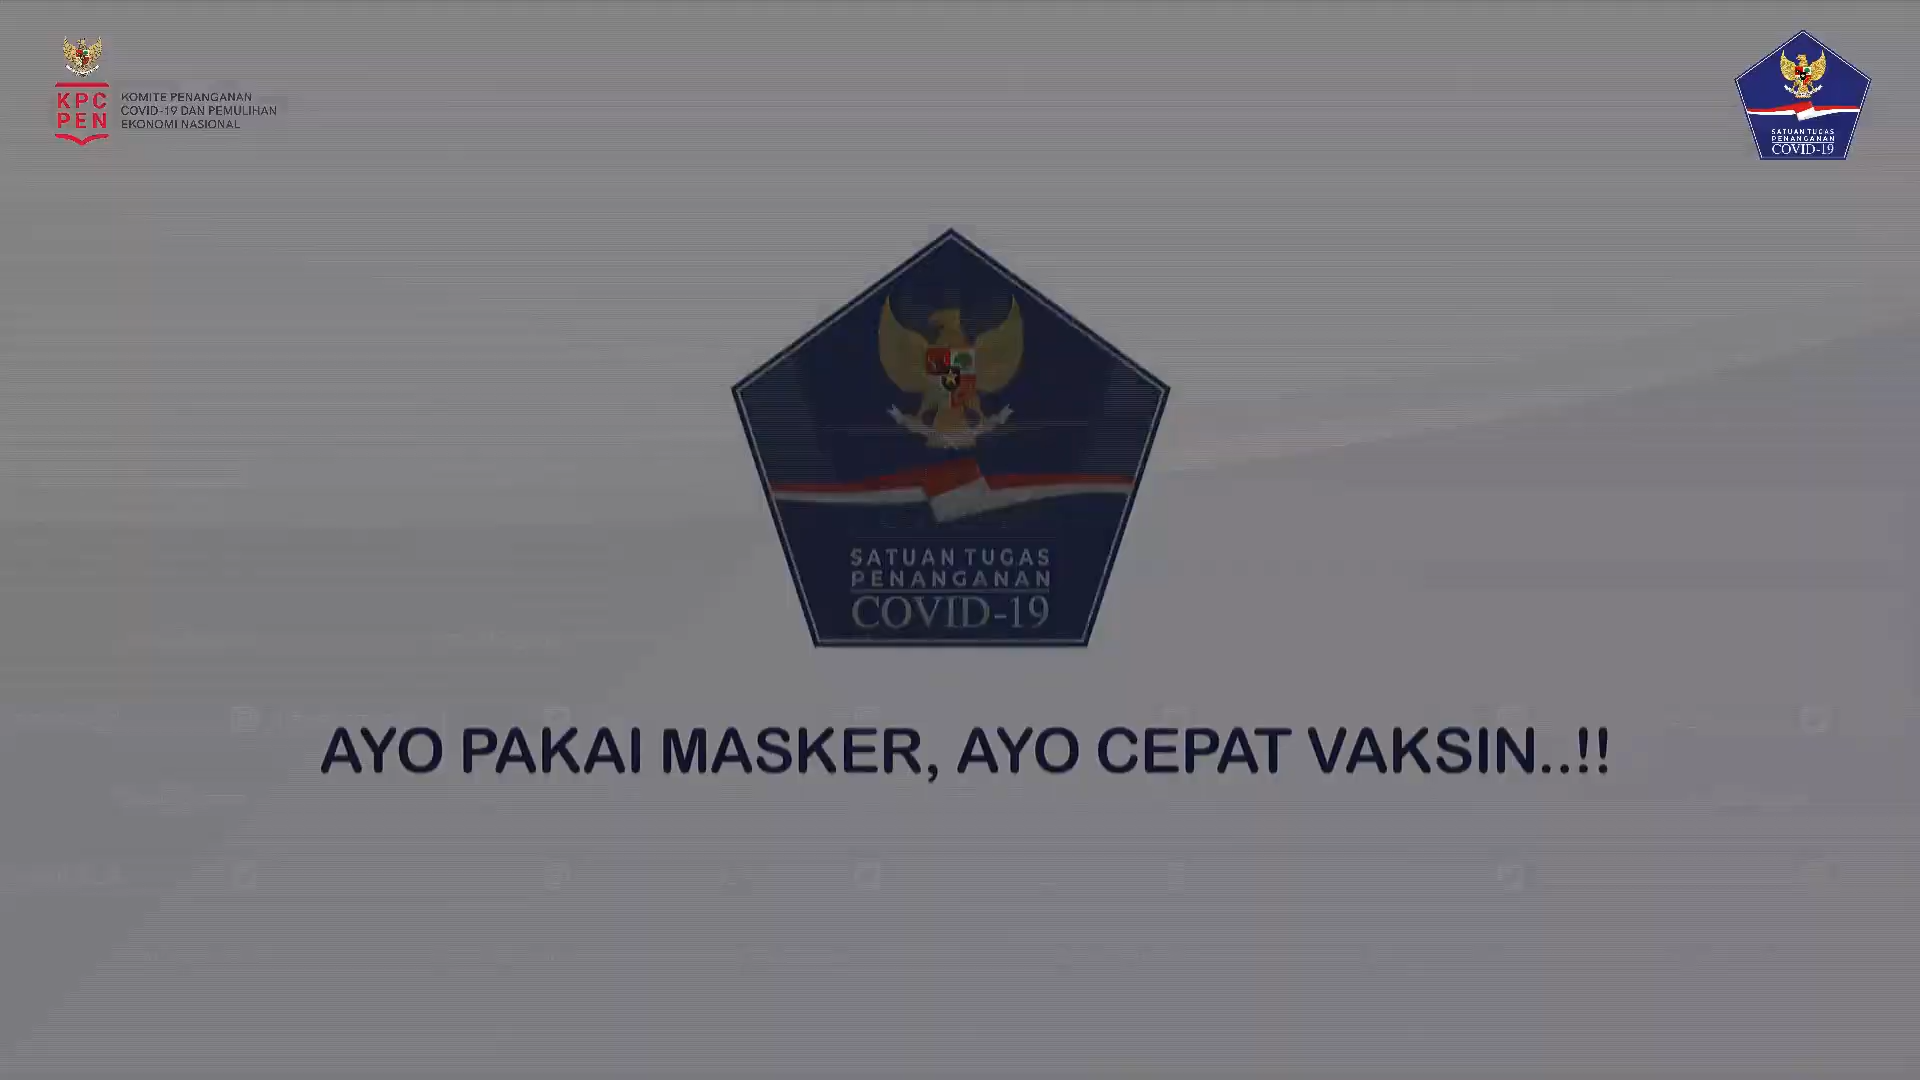 KPC
PEN
KOMITE PENANGANAN
COVID-19 DAN PEMULIHAN
EKONOMI NASIONAL
SATUAN TUGAS
PENANGANAN
COVID-19
SATUAN TUGAS
PENANGANAN
COVID-19
AYO PAKAI MASKER, AYO CEPAT VAKSIN..!!